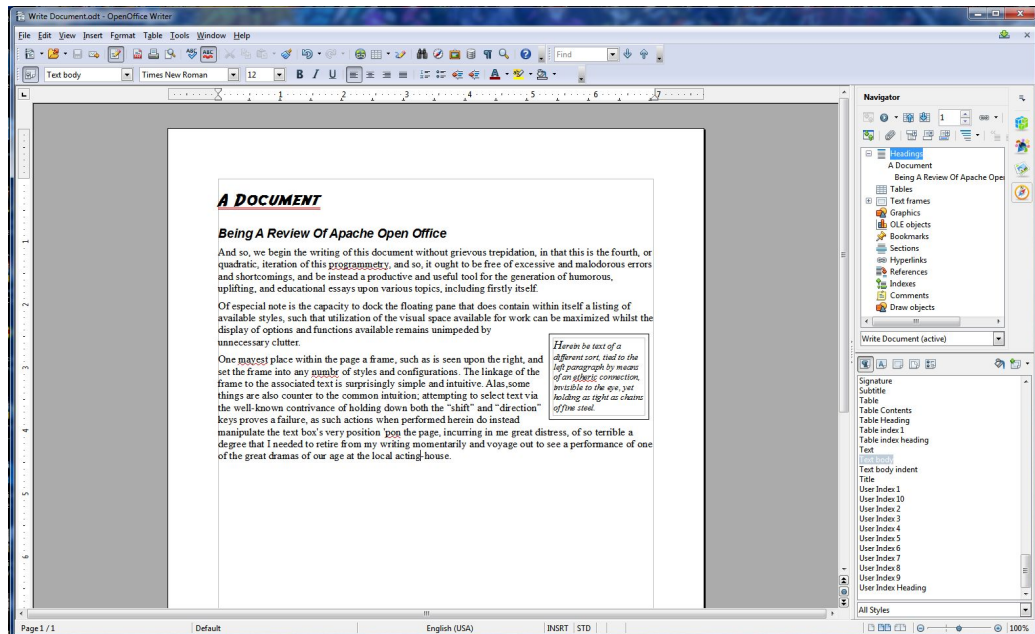 Write Document.odt - OpenOffice Writer
File Edit View Insert Format Table Tools Window Help
Find
Text body Times New Roman 12 B I U
1 2 3 4 5 6 7
A DOCUMENT
Being A Review Of Apache Open Office
And so, we begin the writing of this document without grievous trepidation, in that this is the fourth, or
quadratic, iteration of this programmetry, and so, it ought to be free of excessive and malodorous errors
and shortcomings, and be instead a productive and useful tool for the generation of humorous,
uplifting, and educational essays upon various topics, including firstly itself.
Of especial note is the capacity to dock the floating pane that does contain within itself a listing of
available styles, such that utilization of the visual space available for work can be maximized whilst the
display of options and functions available remains unimpeded by
unnecessary clutter.
One mayest place within the page a frame, such as is seen upon the right, and
set the frame into any numbr of styles and configurations. The linkage of the
frame to the associated text is surprisingly simple and intuitive. Alas,some
things are also counter to the common intuition; attempting to select text via
the well-known contrivance of holding down both the “shift” and “direction”
keys proves a failure, as such actions when performed herein do instead
manipulate the text box's very position 'pon the page, incurring in me great distress, of so terrible a
degree that I needed to retire from my writing momentarily and voyage out to see a performance of one
of the great dramas of our age at the local acting-house.
Herein be text of a
different sort, tied to the
left paragraph by means
of an etheric connection,
invisible to the eye, yet
holding as tight as chains
of fine steel.
Navigator
1
Headings
A Document
Being A Review Of Apache Ope
Tables
Text frames
Graphics
OLE objects
Bookmarks
Sections
Hyperlinks
References
Indexes
Comments
Draw objects
Write Document (active)
Signature
Subtitle
Table
Table Contents
Table Heading
Table index 1
Table index heading
Text
Text body
Text body indent
Title
User Index 1
User Index 10
User Index 2
User Index 3
User Index 4
User Index 5
User Index 6
User Index 7
User Index 8
User Index 9
User Index Heading
All Styles
Page 1 / 1 Default English (USA) INSRT STD 100%